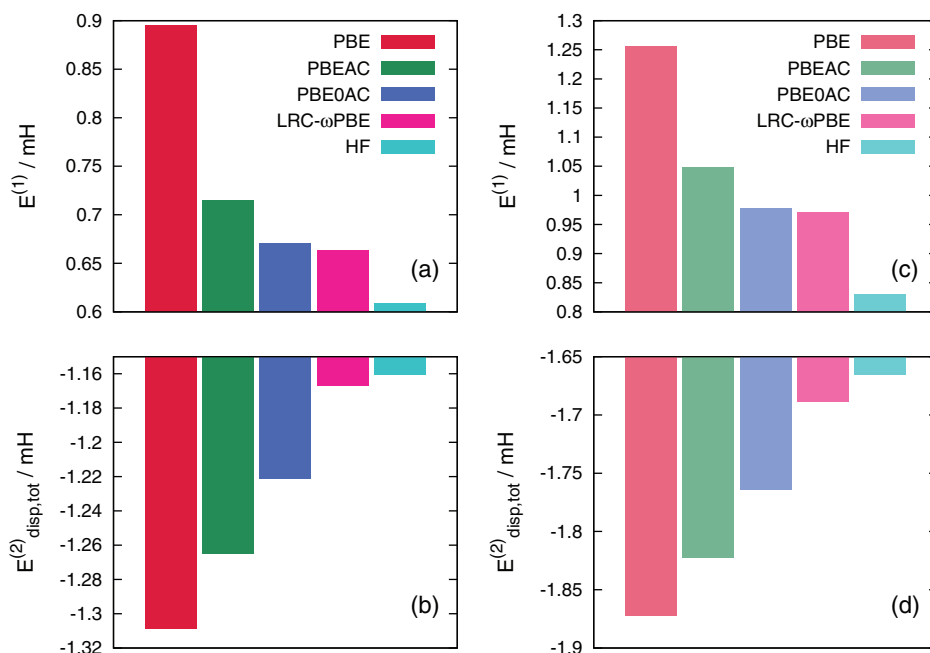 0.9
0.85
0.8
0.75
0.7
0.65
0.6
E(1) / mH
PBE
PBEAC
PBE0AC
LRC-ωPBE
HF
(a)
1.3
1.25
1.2
1.15
1.1
1.05
1
0.95
0.9
0.85
0.8
E(1) / mH
PBE
PBEAC
PBE0AC
LRC-ωPBE
HF
(c)
-1.16
-1.18
-1.2
-1.22
-1.24
-1.26
-1.28
-1.3
-1.32
E(2)disp,tot / mH
(b)
-1.65
-1.7
-1.75
-1.8
-1.85
-1.9
E(2)disp,tot / mH
(d)